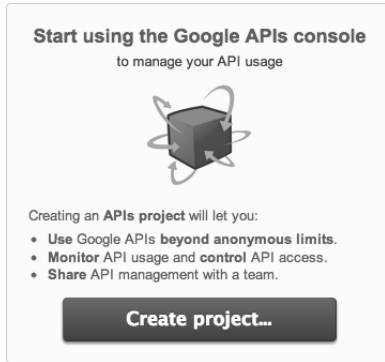 Start using the Google APIs console
to manage your API usage
Creating an APIs project will let you:
• Use Google APIs beyond anonymous limits.
• Monitor API usage and control API access.
• Share API management with a team.
Create project...